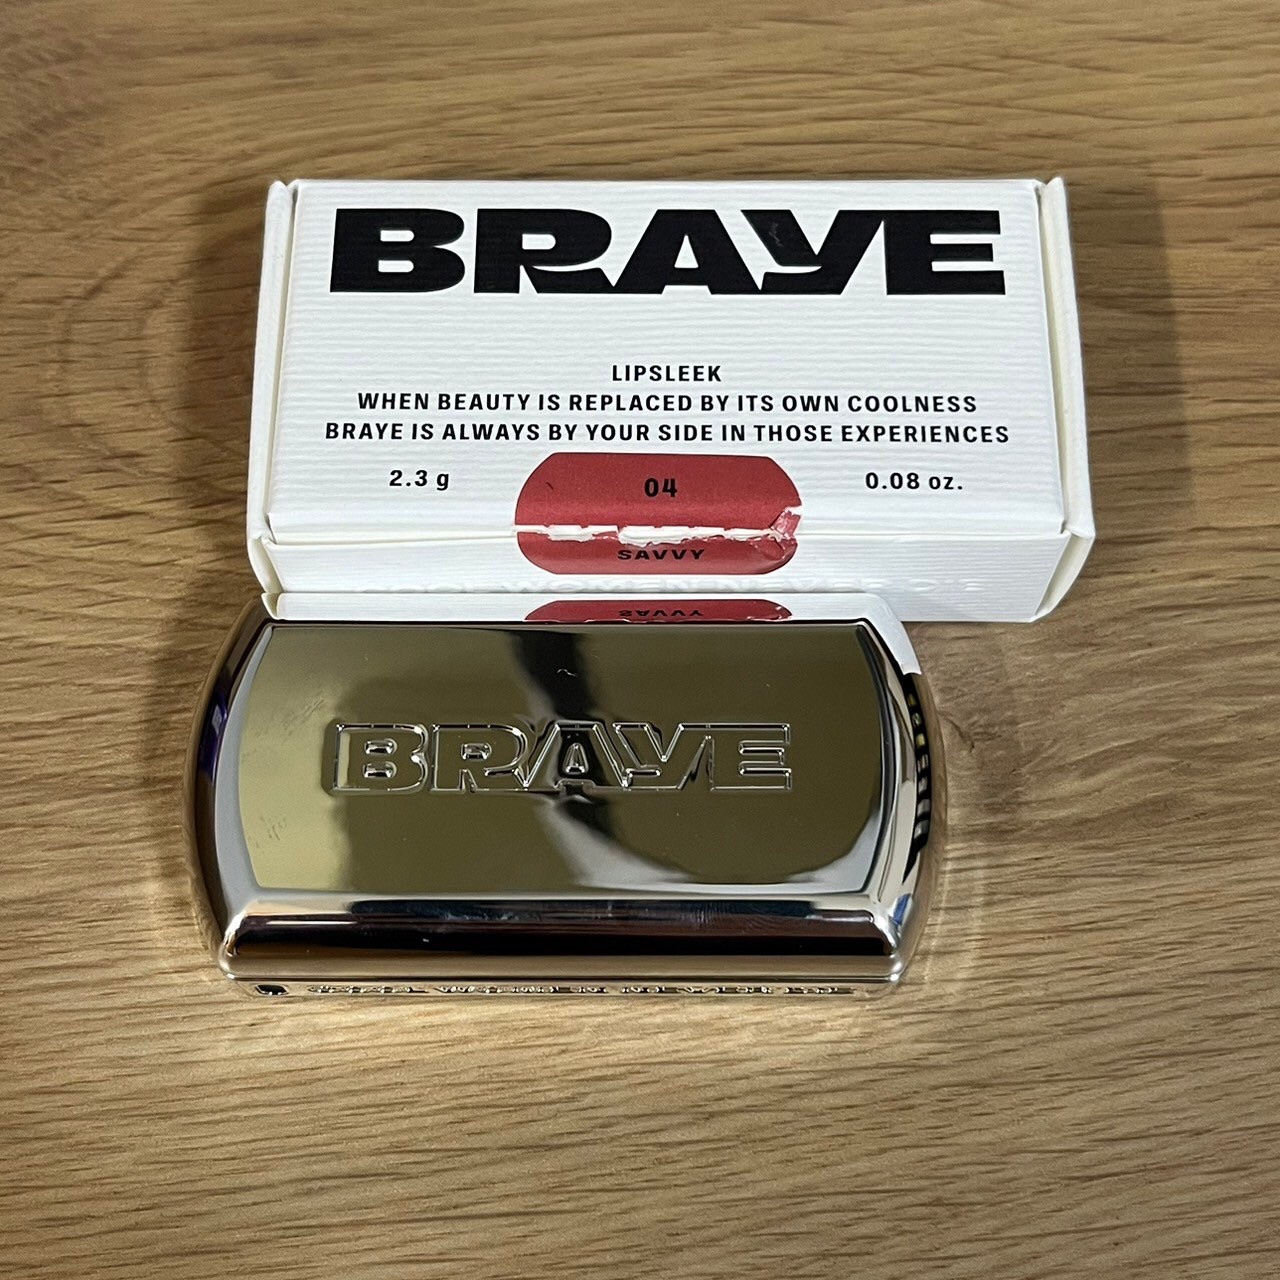 BRAYE
LIPSLEEK
WHEN BEAUTY IS REPLACED BY ITS OWN COOLNESS
BRAYE IS ALWAYS BY YOUR SIDE IN THOSE EXPERIENCES
2.3 g 04 0.08 oz.
SAVVY
SAVVY
BRAYE